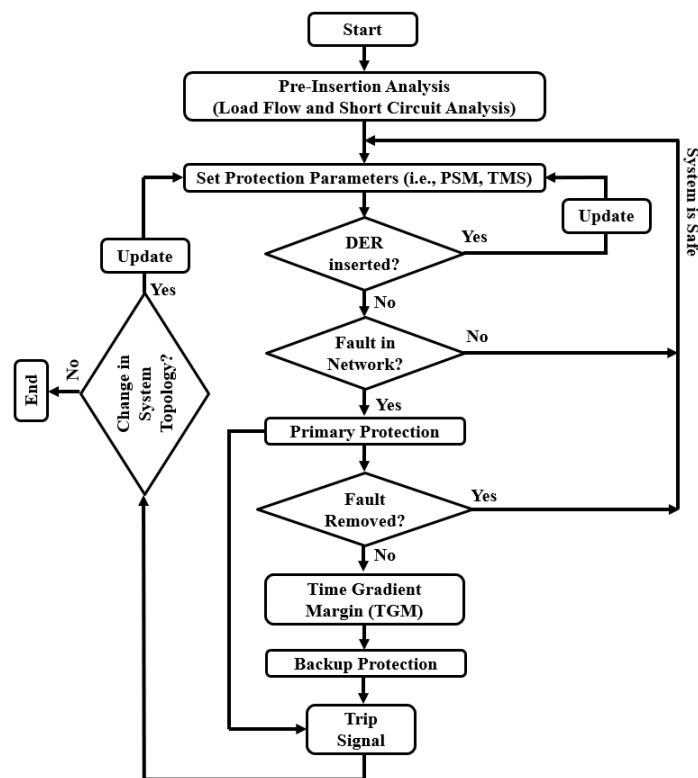 Start
Pre-Insertion Analysis
(Load Flow and Short Circuit Analysis)
System is Safe
Set Protection Parameters (i.e., PSM, TMS)
Update
Update
DER
inserted?
Yes
No
Yes
Fault in
Network?
No
Yes
Change in
System
Topology?
No
End
Primary Protection
Fault
Removed?
Yes
No
Time Gradient
Margin (TGM)
Backup Protection
Trip
Signal